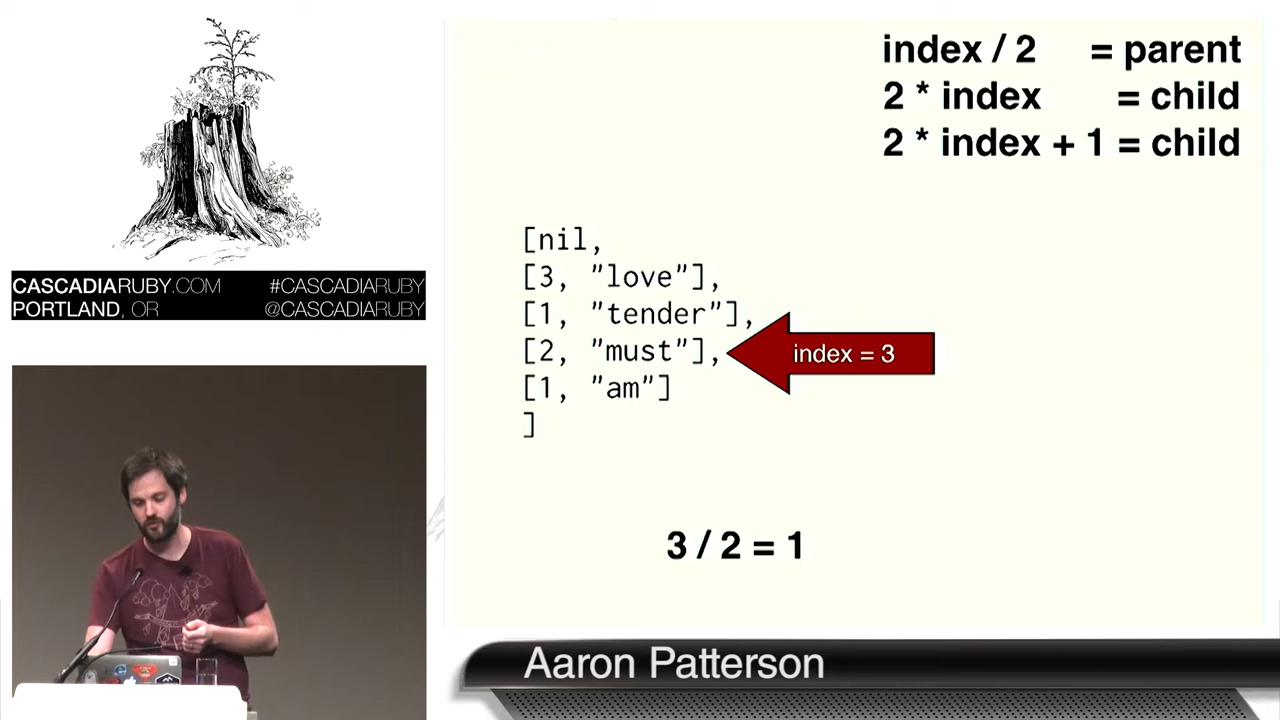 index / 2 = parent
2 * index = child
2 * index + 1 = child
[nil,
[3, "love"],
[1, "tender"],
[2, "must"],
index = 3
[1, "am"]
]
3 / 2 = 1
CASCADIARUBY.COM #CASCADIARUBY
PORTLAND, OR @CASCADIARUBY
Aaron Patterson